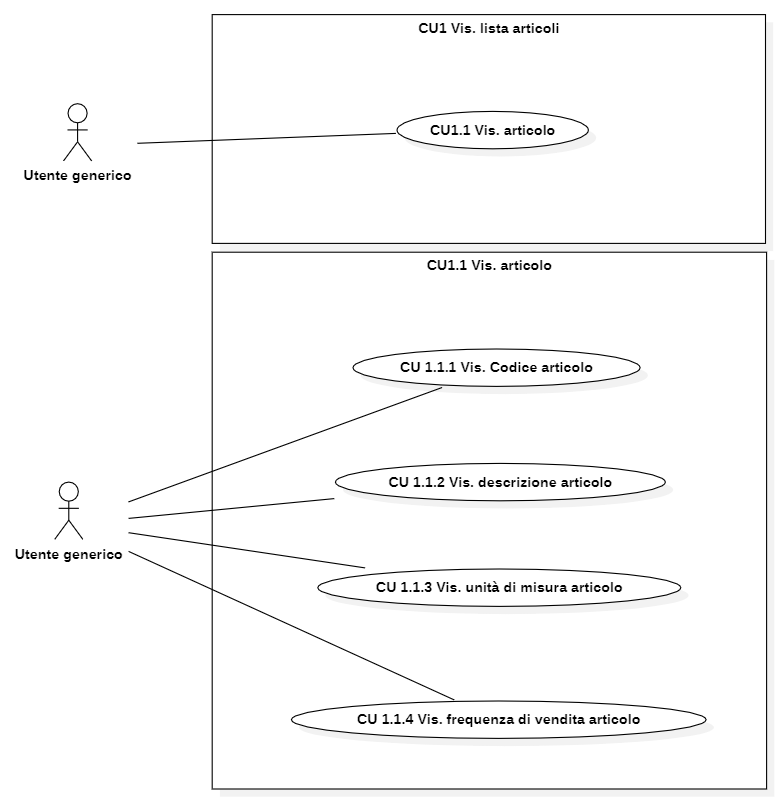 CU1 Vis. lista articoli
CU1.1 Vis. articolo
Utente generico
CU1.1 Vis. articolo
CU 1.1.1 Vis. Codice articolo
CU 1.1.2 Vis. descrizione articolo
Utente generico
CU 1.1.3 Vis. unità di misura articolo
CU 1.1.4 Vis. frequenza di vendita articolo